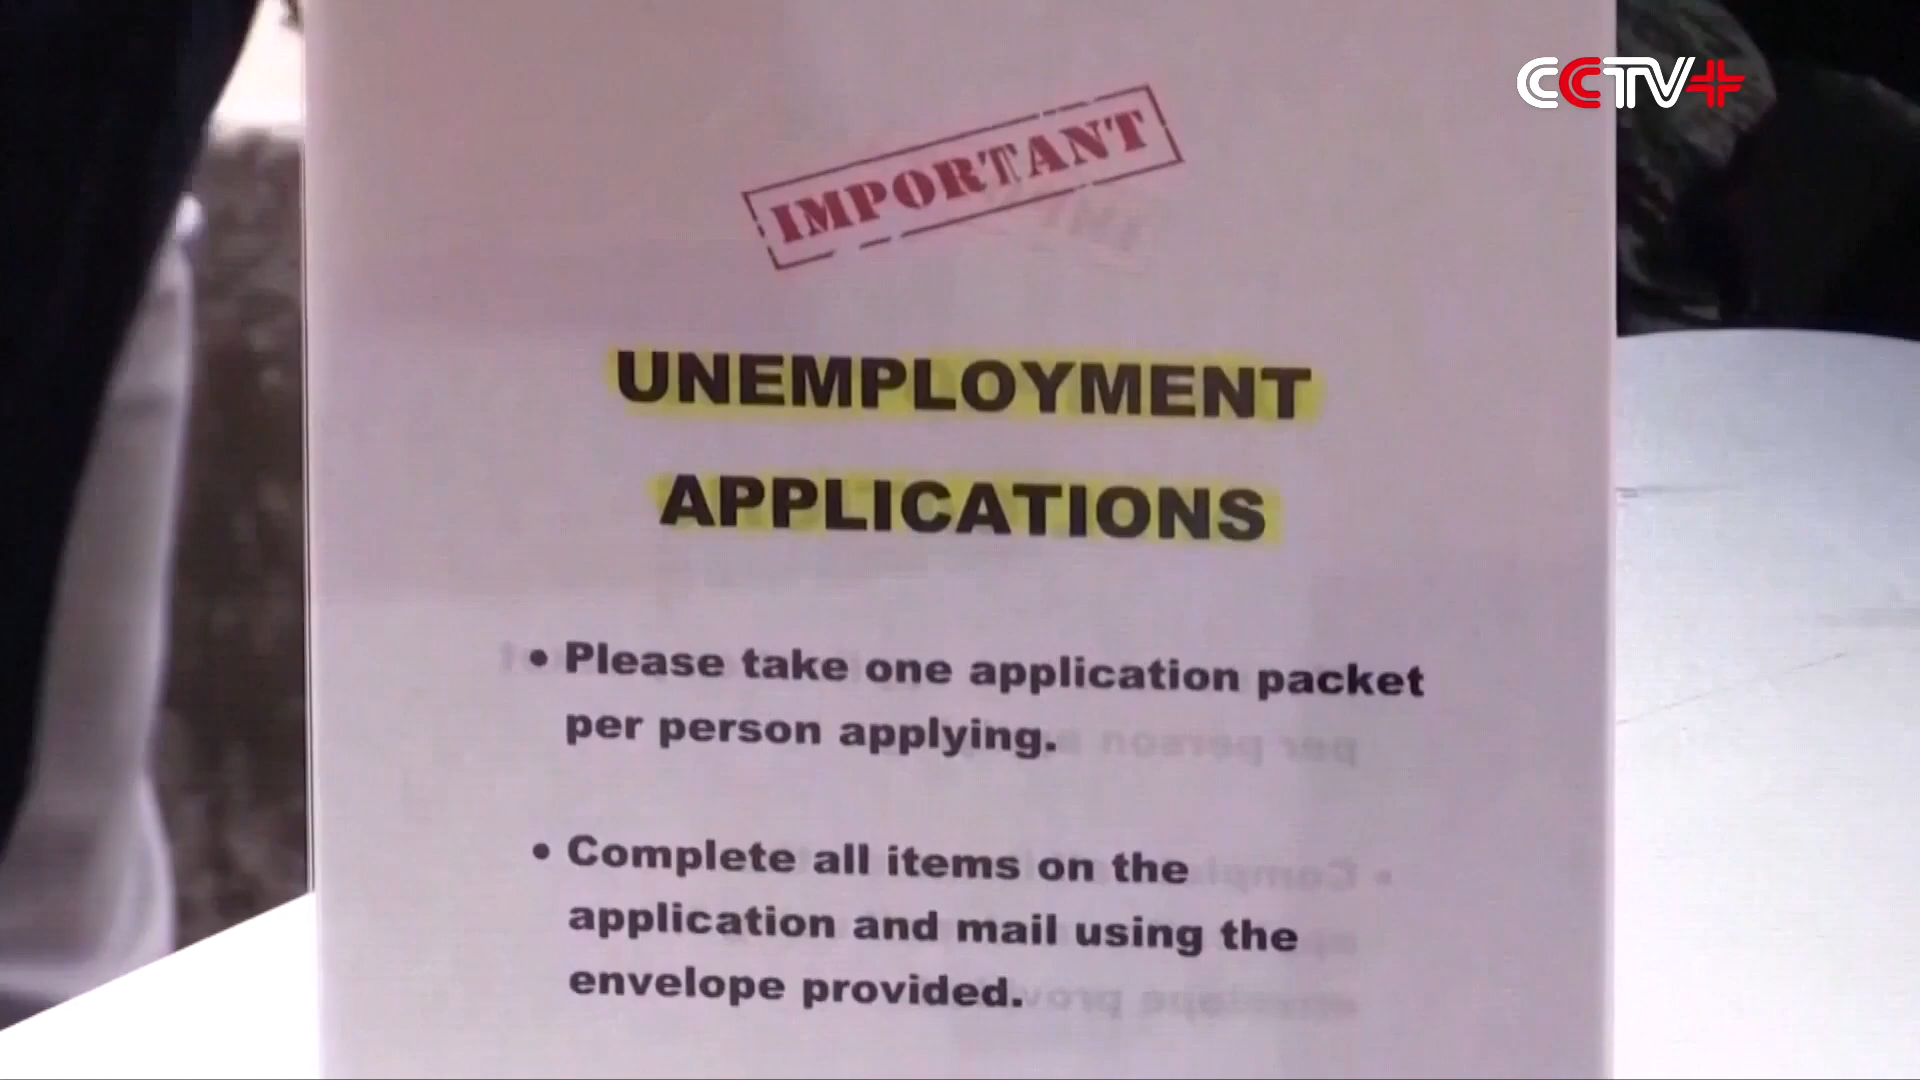 CCTV+
IMPORTANT
UNEMPLOYMENT
APPLICATIONS
• Please take one application packet
per person applying.
• Complete all items on the
application and mail using the
envelope provided.